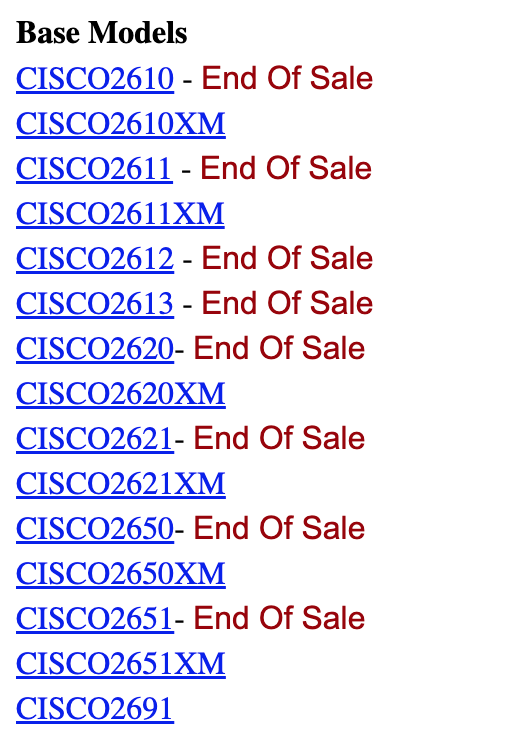 Base Models
CISCO2610 - End Of Sale
CISCO2610XM
CISCO2611 - End Of Sale
CISCO2611XM
CISCO2612 - End Of Sale
CISCO2613 - End Of Sale
CISCO2620- End Of Sale
CISCO2620XM
CISCO2621- End Of Sale
CISCO2621XM
CISCO2650- End Of Sale
CISCO2650XM
CISCO2651- End Of Sale
CISCO2651XM
CISCO2691